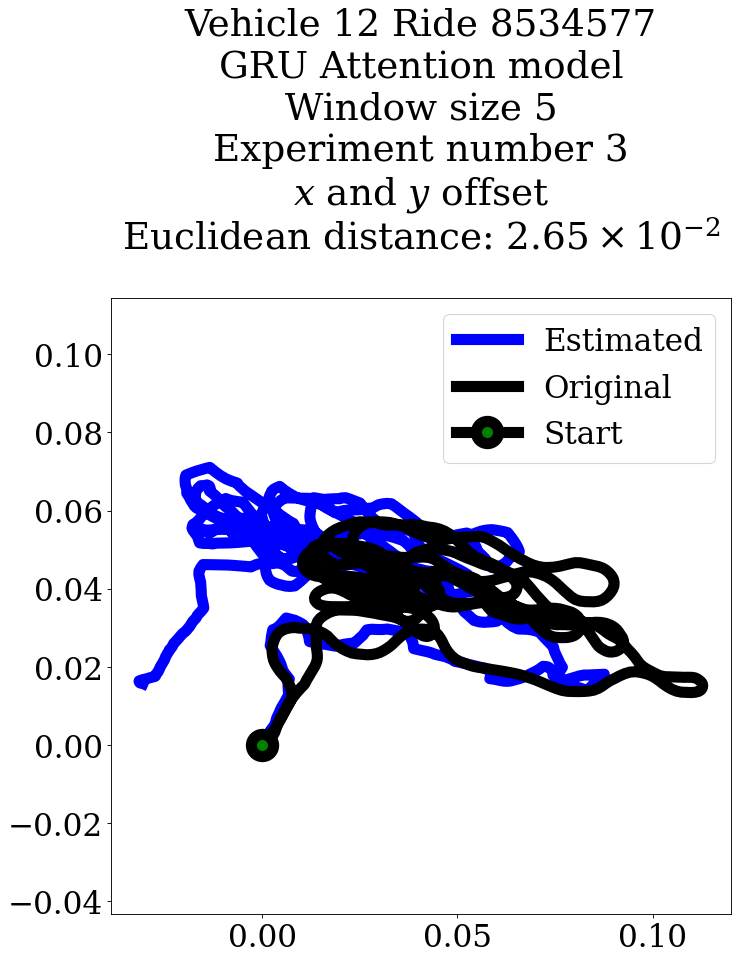 Vehicle 12 Ride 8534577
GRU Attention model
Window size 5
Experiment number 3
x and y offset
Euclidean distance: 2.65 × 10⁻²
Estimated
Original
Start
0.10
0.08
0.06
0.04
0.02
0.00
−0.02
−0.04
0.00 0.05 0.10